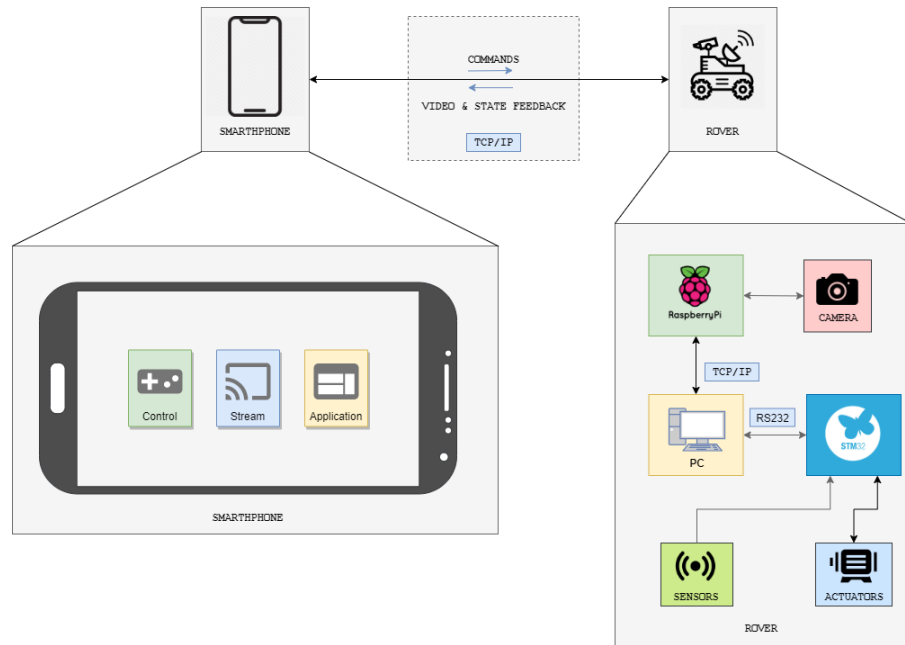 COMMANDS
VIDEO & STATE FEEDBACK
TCP/IP
SMARTHPHONE
ROVER
Control
Stream
Application
SMARTHPHONE
RaspberryPi
CAMERA
TCP/IP
RS232
PC
STM32
SENSORS
ACTUATORS
ROVER